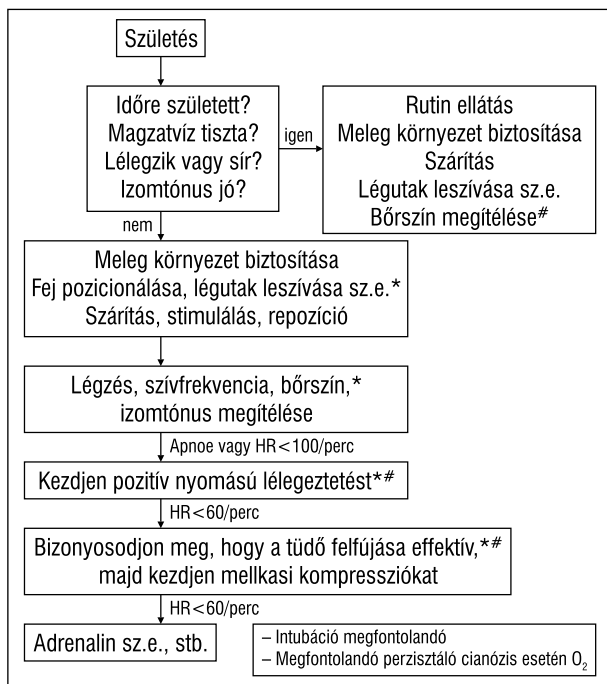 Születés
Időre született?
Magzatvíz tiszta?
Lélegzik vagy sír?
Izomtónus jó?
igen
Rutin ellátás
Meleg környezet biztosítása
Szárítás
Légutak leszívása sz.e.
Bőrszín megítélése#
nem
Meleg környezet biztosítása
Fej pozicionálása, légutak leszívása sz.e.*
Szárítás, stimulálás, repozíció
Légzés, szívfrekvencia, bőrszín,*
izomtónus megítélése
Apnoe vagy HR<100/perc
Kezdjen pozitív nyomású lélegeztetést*#
HR<60/perc
Bizonyosodjon meg, hogy a tüdő felfújása effektív,*#
majd kezdjen mellkasi kompressziókat
HR<60/perc
Adrenalin sz.e., stb.
– Intubáció megfontolandó
– Megfontolandó perzisztáló cianózis esetén O₂